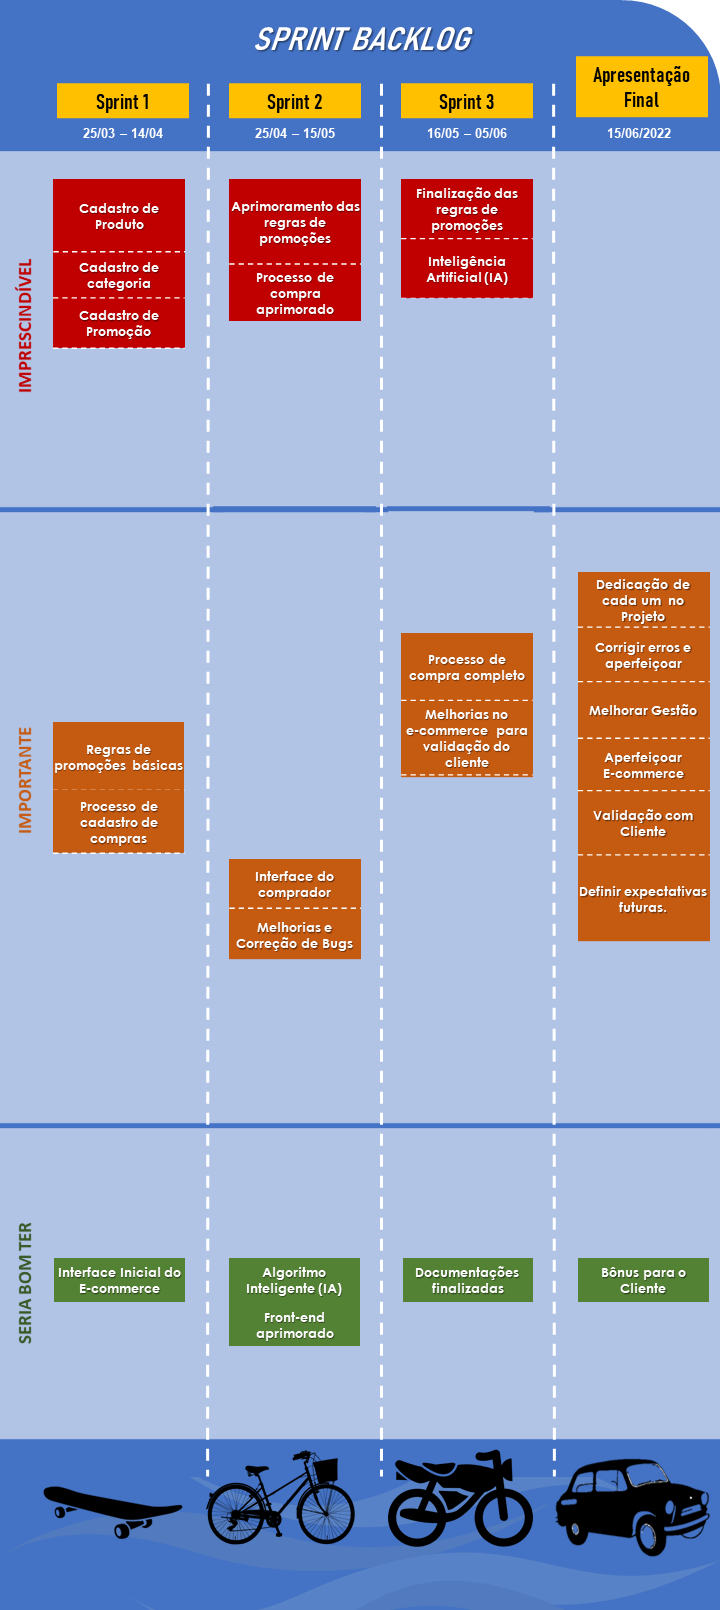 SPRINT BACKLOG
Sprint 1
25/03 – 14/04
Sprint 2
25/04 – 15/05
Sprint 3
16/05 – 05/06
Apresentação
Final
15/06/2022
IMPRESCINDÍVEL
Cadastro de
Produto
Cadastro de
categoria
Cadastro de
Promoção
Aprimoramento das
regras de
promoções
Processo de
compra
aprimorado
Finalização das
regras de
promoções
Inteligência
Artificial (IA)
IMPORTANTE
Regras de
promoções básicas
Processo de
cadastro de
compras
Interface do
comprador
Melhorias e
Correção de Bugs
Processo de
compra completo
Melhorias no
e-commerce para
validação do
cliente
Dedicação de
cada um no
Projeto
Corrigir erros e
aperfeiçoar
Melhorar Gestão
Aperfeiçoar
E-commerce
Validação com
Cliente
Definir expectativas
futuras.
SERIA BOM TER
Interface Inicial do
E-commerce
Algoritmo
Inteligente (IA)
Front-end
aprimorado
Documentações
finalizadas
Bônus para o
Cliente